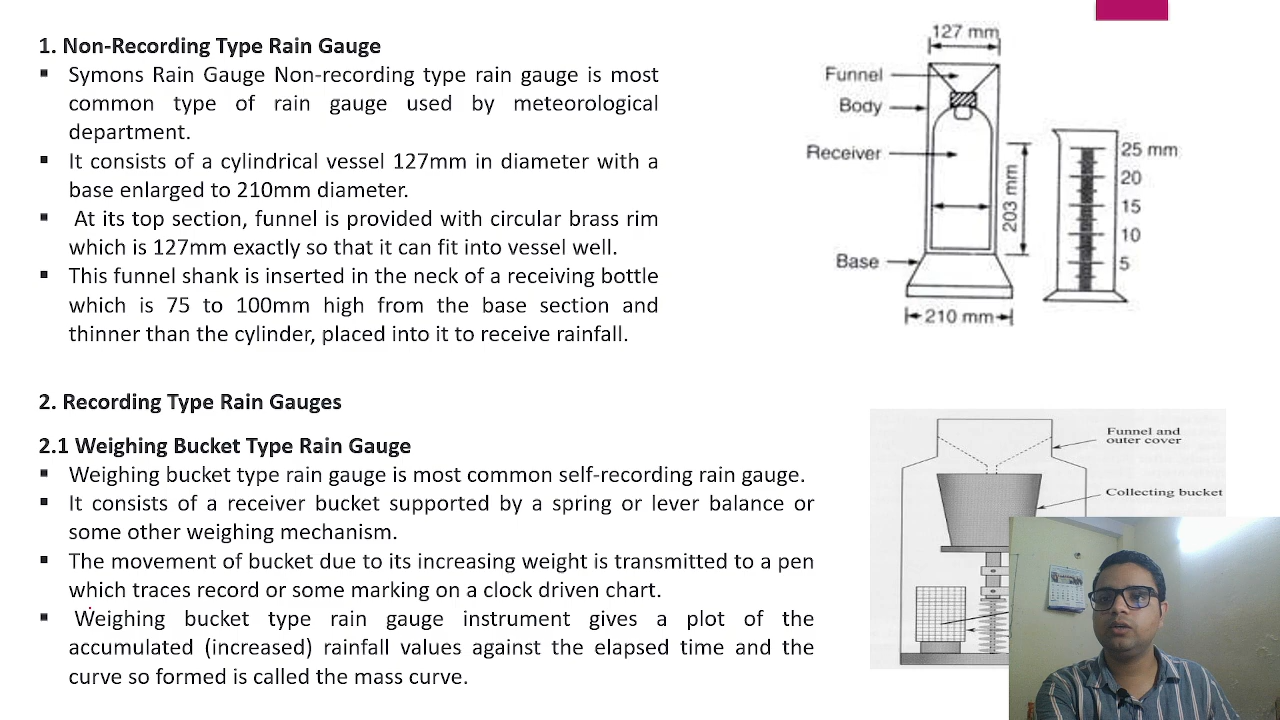 1. Non-Recording Type Rain Gauge
▪ Symons Rain Gauge Non-recording type rain gauge is most
common type of rain gauge used by meteorological
department.
▪ It consists of a cylindrical vessel 127mm in diameter with a
base enlarged to 210mm diameter.
▪ At its top section, funnel is provided with circular brass rim
which is 127mm exactly so that it can fit into vessel well.
▪ This funnel shank is inserted in the neck of a receiving bottle
which is 75 to 100mm high from the base section and
thinner than the cylinder, placed into it to receive rainfall.
127 mm
Funnel
Body
Receiver
203 mm
Base
210 mm
25 mm
20
15
10
5
2. Recording Type Rain Gauges
2.1 Weighing Bucket Type Rain Gauge
▪ Weighing bucket type rain gauge is most common self-recording rain gauge.
▪ It consists of a receiver bucket supported by a spring or lever balance or
some other weighing mechanism.
▪ The movement of bucket due to its increasing weight is transmitted to a pen
which traces record or some marking on a clock driven chart.
▪ Weighing bucket type rain gauge instrument gives a plot of the
accumulated (increased) rainfall values against the elapsed time and the
curve so formed is called the mass curve.
Funnel and
outer cover
Collecting bucket